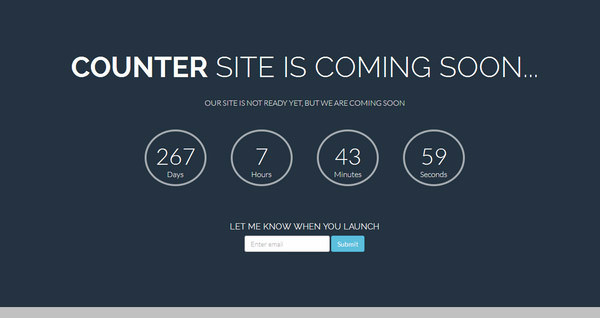 COUNTER SITE IS COMING SOON...
OUR SITE IS NOT READY YET, BUT WE ARE COMING SOON
267 7 43 59
Days Hours Minutes Seconds
LET ME KNOW WHEN YOU LAUNCH
Enter email Submit